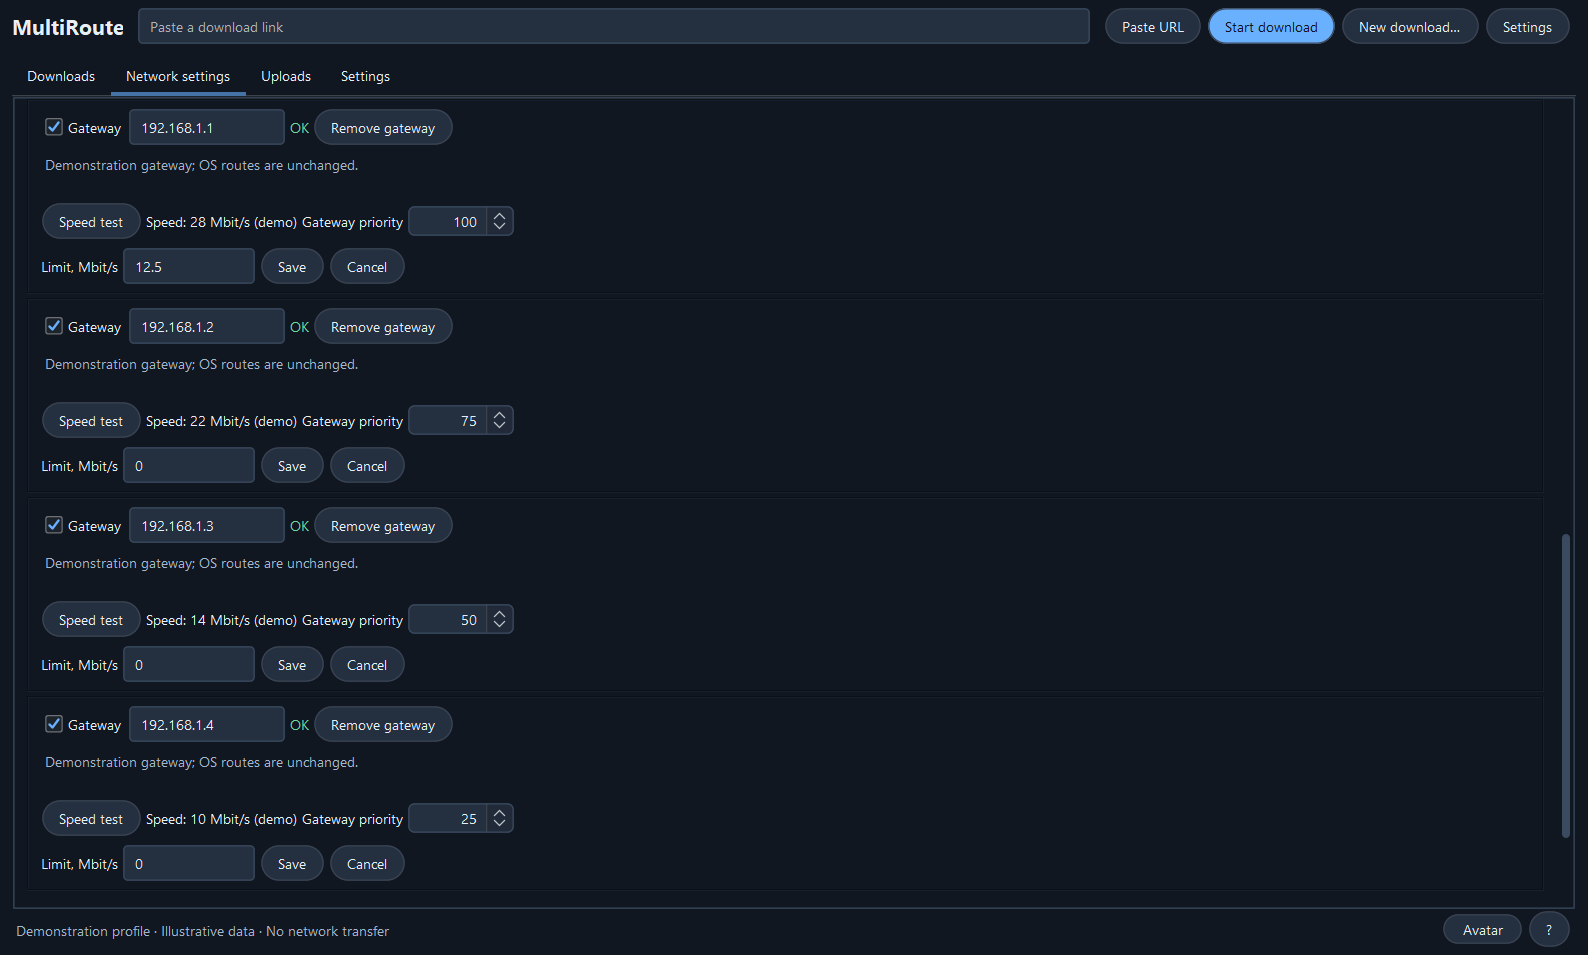 MultiRoute Paste a download link Paste URL Start download New download... Settings
Downloads Network settings Uploads Settings
Gateway 192.168.1.1 OK Remove gateway
Demonstration gateway; OS routes are unchanged.
Speed test Speed: 28 Mbit/s (demo) Gateway priority 100
Limit, Mbit/s 12.5 Save Cancel
Gateway 192.168.1.2 OK Remove gateway
Demonstration gateway; OS routes are unchanged.
Speed test Speed: 22 Mbit/s (demo) Gateway priority 75
Limit, Mbit/s 0 Save Cancel
Gateway 192.168.1.3 OK Remove gateway
Demonstration gateway; OS routes are unchanged.
Speed test Speed: 14 Mbit/s (demo) Gateway priority 50
Limit, Mbit/s 0 Save Cancel
Gateway 192.168.1.4 OK Remove gateway
Demonstration gateway; OS routes are unchanged.
Speed test Speed: 10 Mbit/s (demo) Gateway priority 25
Limit, Mbit/s 0 Save Cancel
Demonstration profile · Illustrative data · No network transfer Avatar ?